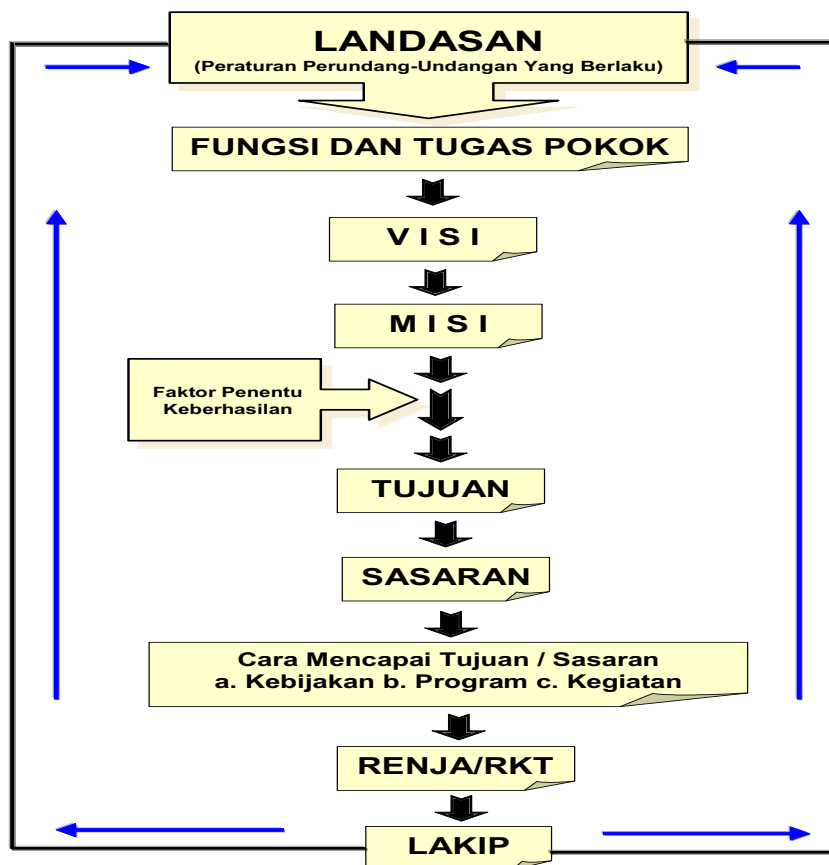 LANDASAN
(Peraturan Perundang-Undangan Yang Berlaku)
FUNGSI DAN TUGAS POKOK
V I S I
M I S I
Faktor Penentu
Keberhasilan
TUJUAN
SASARAN
Cara Mencapai Tujuan / Sasaran
a. Kebijakan b. Program c. Kegiatan
RENJA/RKT
LAKIP